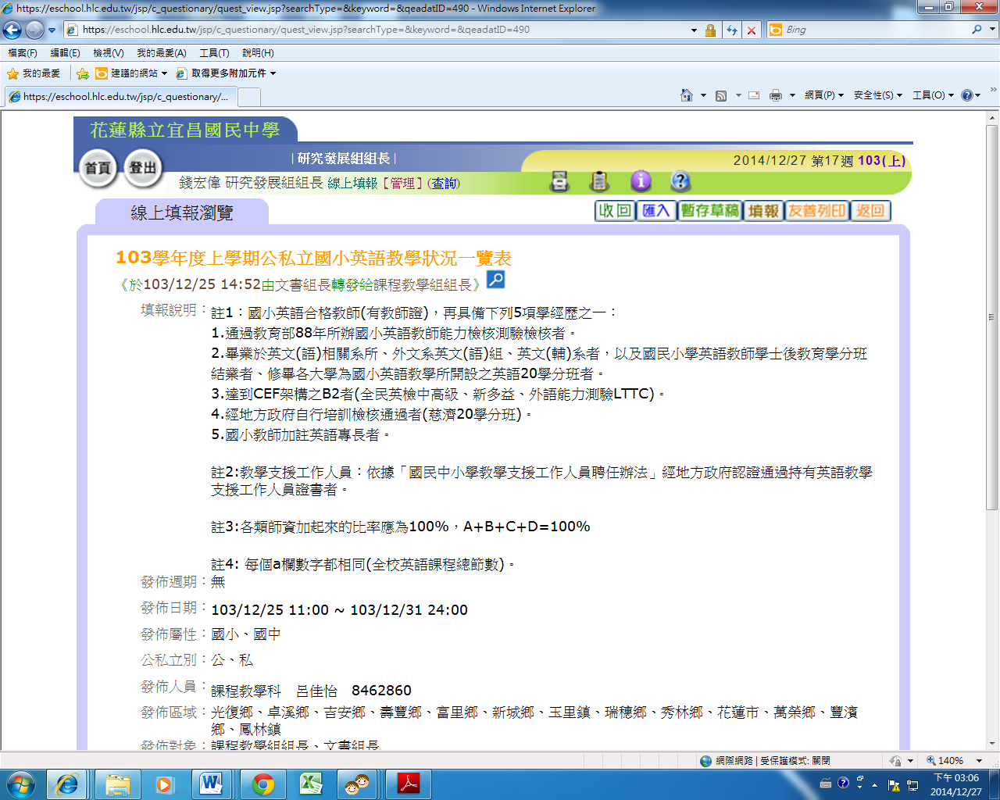 https://eschool.hlc.edu.tw/jsp/c_questionary/quest_view.jsp?searchType=&keyword=&qeadatID=490 - Windows Internet Explorer
https://eschool.hlc.edu.tw/jsp/c_questionary/quest_view.jsp?searchType=&keyword=&qeadatID=490
Bing
檔案(F) 編輯(E) 檢視(V) 我的最愛(A) 工具(T) 說明(H)
我的最愛 建議的網站 取得更多附加元件
https://eschool.hlc.edu.tw/jsp/c_questionary/...
網頁(P) 安全性(S) 工具(O)
花蓮縣立宜昌國民中學
首頁 登出
| 研究發展組組長 |
2014/12/27 第17週 103(上)
錢宏偉 研究發展組組長 線上填報【管理】(查詢)
線上填報瀏覽
收回 匯入 暫存草稿 填報 友善列印 返回
103學年度上學期公私立國小英語教學狀況一覽表
《於103/12/25 14:52由文書組長轉發給課程教學組組長》
填報說明：註1：國小英語合格教師(有教師證)，再具備下列5項學經歷之一：
1.通過教育部88年所辦國小英語教師能力檢核測驗檢核者。
2.畢業於英文(語)相關系所、外文系英文(語)組、英文(輔)系者，以及國民小學英語教師學士後教育學分班
結業者、修畢各大學為國小英語教學所開設之英語20學分班者。
3.達到CEF架構之B2者(全民英檢中高級、新多益、外語能力測驗LTTC)。
4.經地方政府自行培訓檢核通過者(慈濟20學分班)。
5.國小教師加註英語專長者。
註2:教學支援工作人員：依據「國民中小學教學支援工作人員聘任辦法」經地方政府認證通過持有英語教學
支援工作人員證書者。
註3:各類師資加起來的比率應為100%，A+B+C+D=100%
註4: 每個a欄數字都相同(全校英語課程總節數)。
發佈週期：無
發佈日期：103/12/25 11:00 ~ 103/12/31 24:00
發佈屬性：國小、國中
公私立別：公、私
發佈人員：課程教學科 呂佳怡 8462860
發佈區域：光復鄉、卓溪鄉、吉安鄉、壽豐鄉、富里鄉、新城鄉、玉里鎮、瑞穗鄉、秀林鄉、花蓮市、萬榮鄉、豐濱
鄉、鳳林鎮
發佈對象：課程教學組組長、文書組長
網際網路 | 受保護模式: 關閉
140%
下午 03:06
2014/12/27